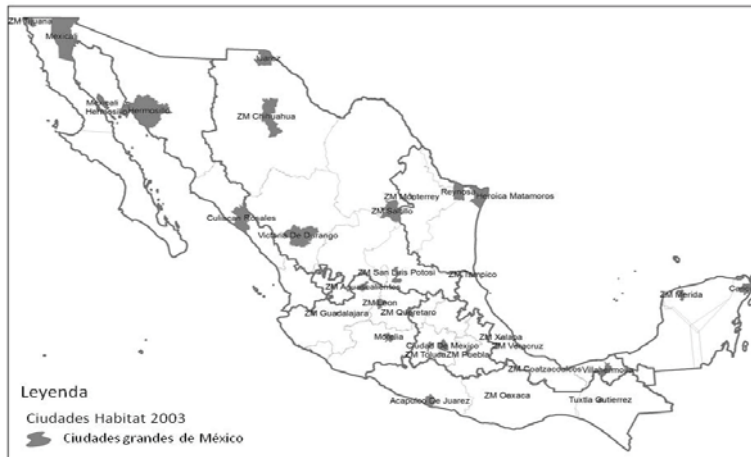 ZM Tijuana
Mexicali
Juarez
Mexicali
Hermosillo
Hermosillo
ZM Chihuahua
ZM Monterrey
Reynosa
Heroica Matamoros
ZM Saltillo
Culiacan Rosales
Victoria De Durango
ZM San Luis Potosi
ZM Tampico
ZM Aguascalientes
ZM Leon
ZM Merida
ZM Guadalajara
ZM Queretaro
Morelia
Ciudad De Mexico
ZM Xalapa
ZM Veracruz
ZM Toluca
ZM Puebla
ZM Coatzacoalcos
Villahermosa
Acapulco De Juarez
ZM Oaxaca
Tuxtla Gutierrez
Leyenda
Ciudades Habitat 2003
Ciudades grandes de México